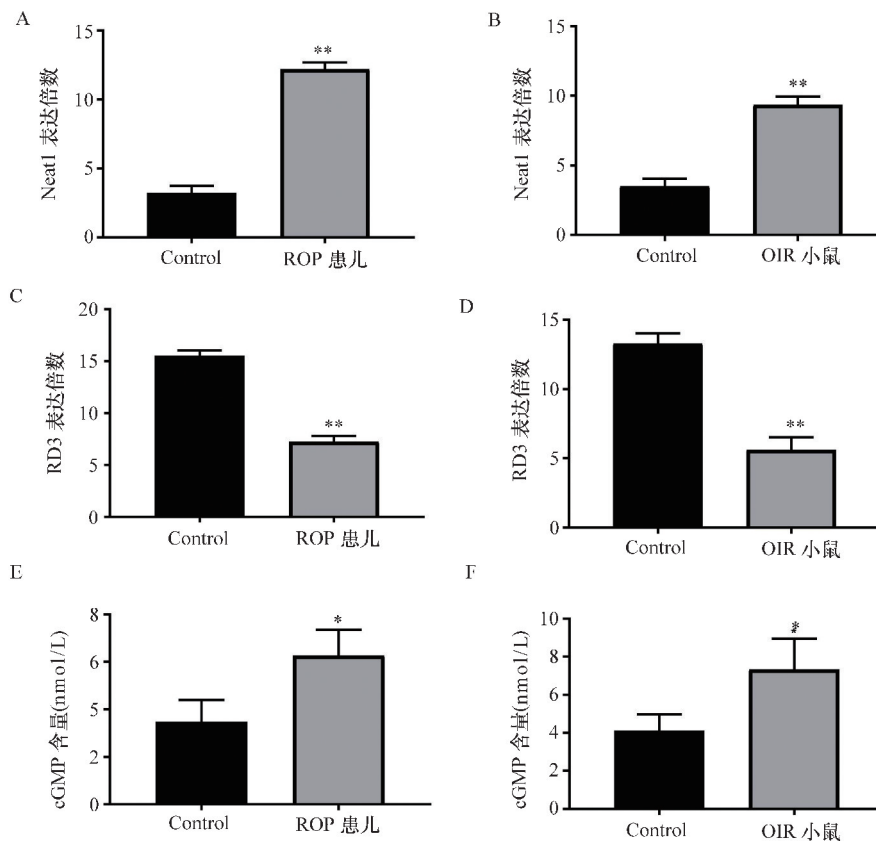 A
Neat1 表达倍数
15
10
5
0
**
Control
ROP 患儿
B
Neat1 表达倍数
15
10
5
0
**
Control
OIR 小鼠
C
RD3 表达倍数
20
15
10
5
0
**
Control
ROP 患儿
D
RD3 表达倍数
15
10
5
0
**
Control
OIR 小鼠
E
cGMP 含量(nmol/L)
8
6
5
2
0
*
Control
ROP 患儿
F
cGMP 含量(nmol/L)
10
8
6
4
2
0
*
Control
OIR 小鼠